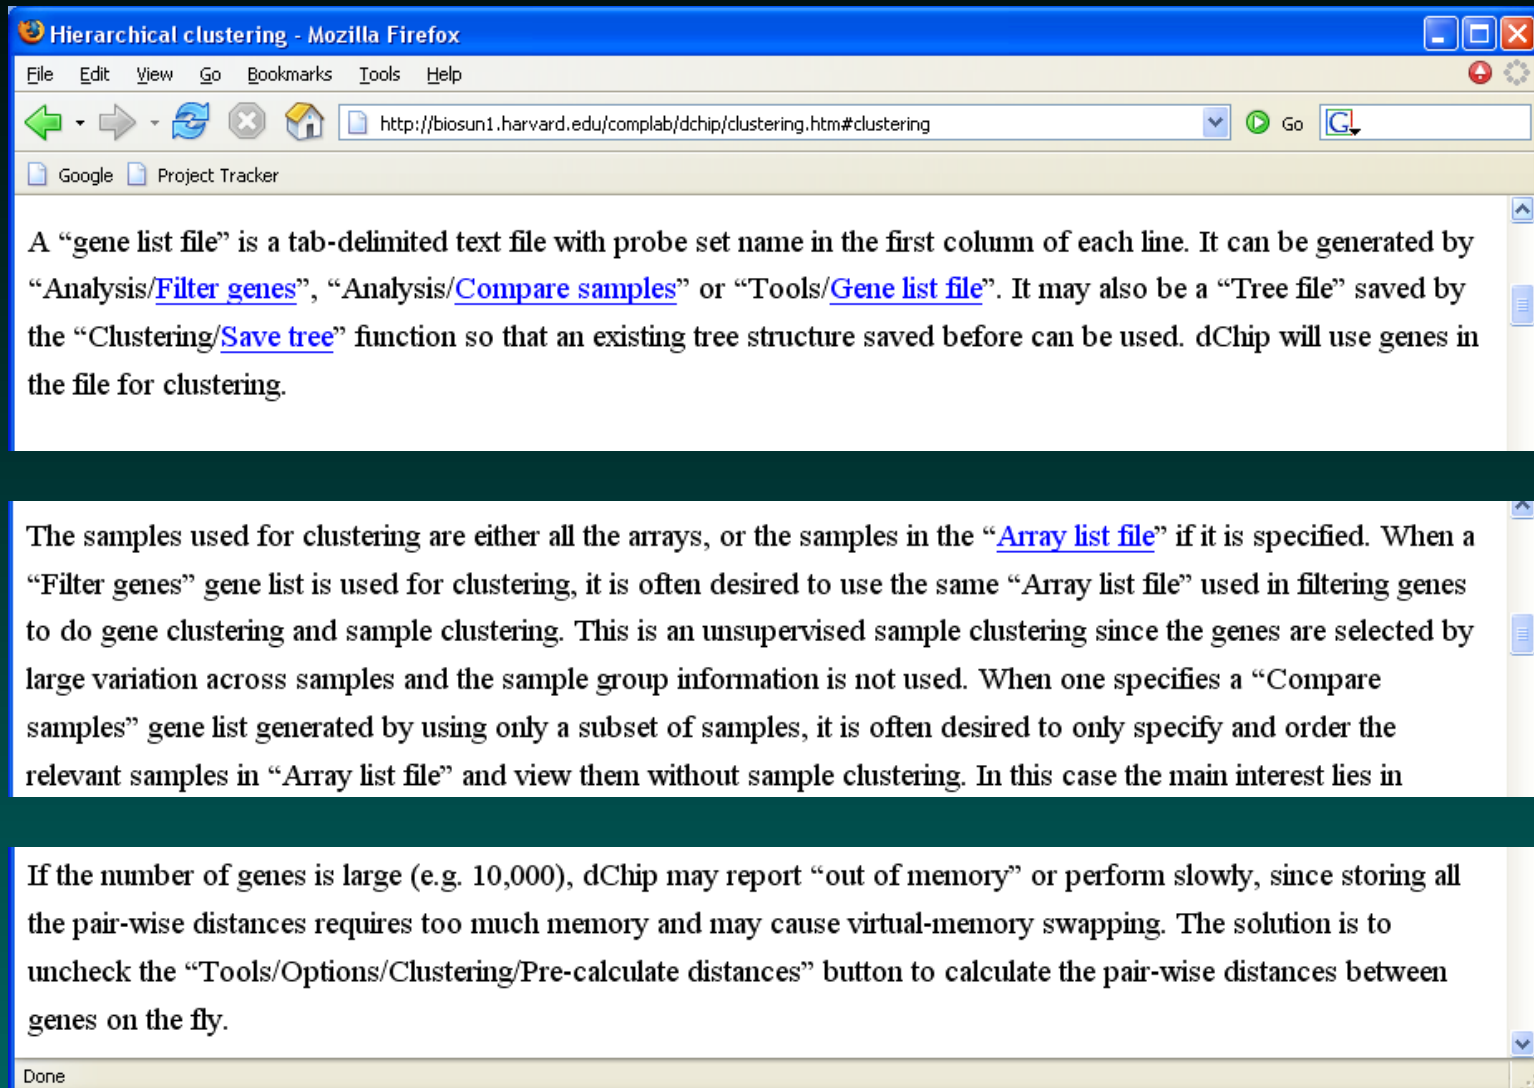 Hierarchical clustering - Mozilla Firefox
File Edit View Go Bookmarks Tools Help
http://biosun1.harvard.edu/complab/dchip/clustering.htm#clustering Go G
Google Project Tracker
A “gene list file” is a tab-delimited text file with probe set name in the first column of each line. It can be generated by
“Analysis/Filter genes”, “Analysis/Compare samples” or “Tools/Gene list file”. It may also be a “Tree file” saved by
the “Clustering/Save tree” function so that an existing tree structure saved before can be used. dChip will use genes in
the file for clustering.
The samples used for clustering are either all the arrays, or the samples in the “Array list file” if it is specified. When a
“Filter genes” gene list is used for clustering, it is often desired to use the same “Array list file” used in filtering genes
to do gene clustering and sample clustering. This is an unsupervised sample clustering since the genes are selected by
large variation across samples and the sample group information is not used. When one specifies a “Compare
samples” gene list generated by using only a subset of samples, it is often desired to only specify and order the
relevant samples in “Array list file” and view them without sample clustering. In this case the main interest lies in
If the number of genes is large (e.g. 10,000), dChip may report “out of memory” or perform slowly, since storing all
the pair-wise distances requires too much memory and may cause virtual-memory swapping. The solution is to
uncheck the “Tools/Options/Clustering/Pre-calculate distances” button to calculate the pair-wise distances between
genes on the fly.
Done